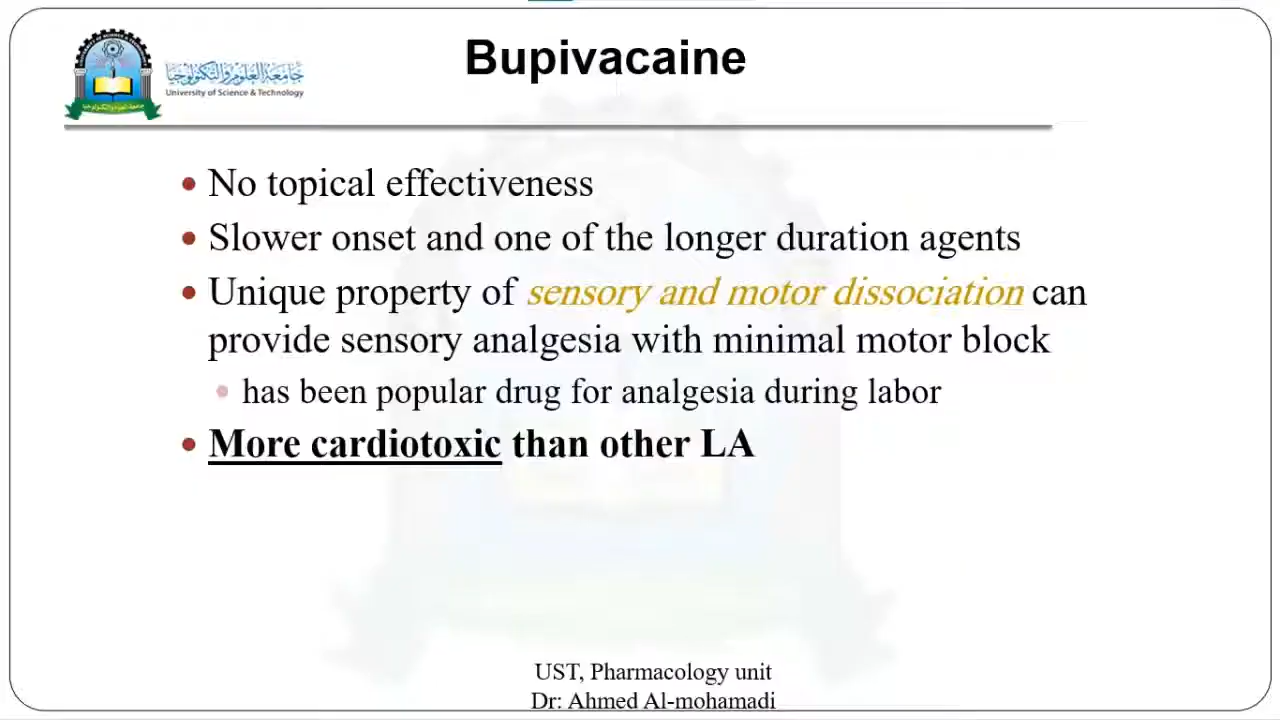 Bupivacaine
جامعة العلوم والتكنولوجيا
University of Science & Technology
No topical effectiveness
Slower onset and one of the longer duration agents
Unique property of sensory and motor dissociation can
provide sensory analgesia with minimal motor block
has been popular drug for analgesia during labor
More cardiotoxic than other LA
UST, Pharmacology unit
Dr: Ahmed Al-mohamadi